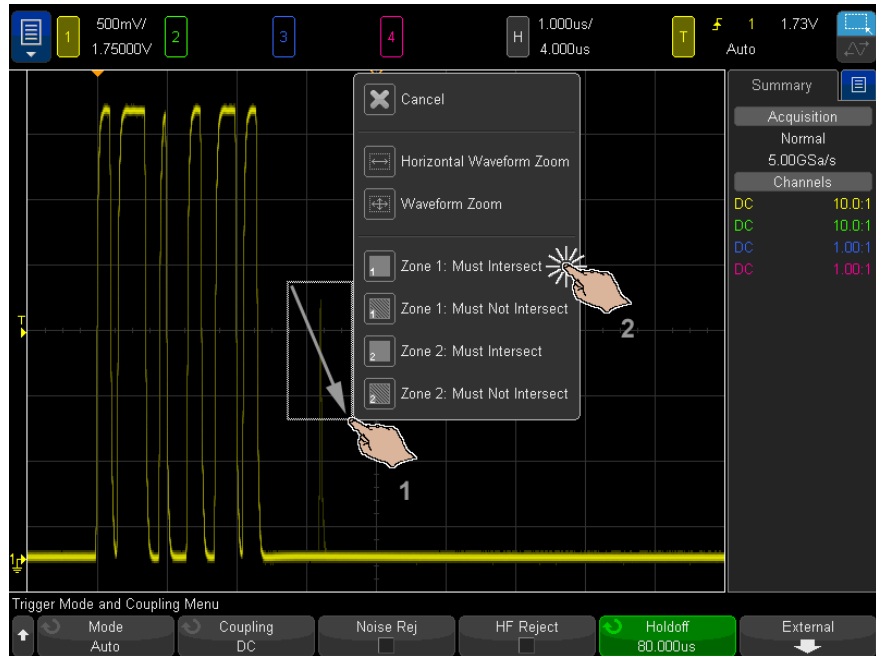 1
500mV/
1.75000V
2
3
4
H
1.000us/
4.000us
T
1
1.73V
Auto
Summary
Acquisition
Normal
5.00GSa/s
Channels
DC 10.0:1
DC 10.0:1
DC 1.00:1
DC 1.00:1
Cancel
Horizontal Waveform Zoom
Waveform Zoom
1 Zone 1: Must Intersect
1 Zone 1: Must Not Intersect
2 Zone 2: Must Intersect
2 Zone 2: Must Not Intersect
2
1
T
1
Trigger Mode and Coupling Menu
Mode
Auto
Coupling
DC
Noise Rej
HF Reject
Holdoff
80.000us
External